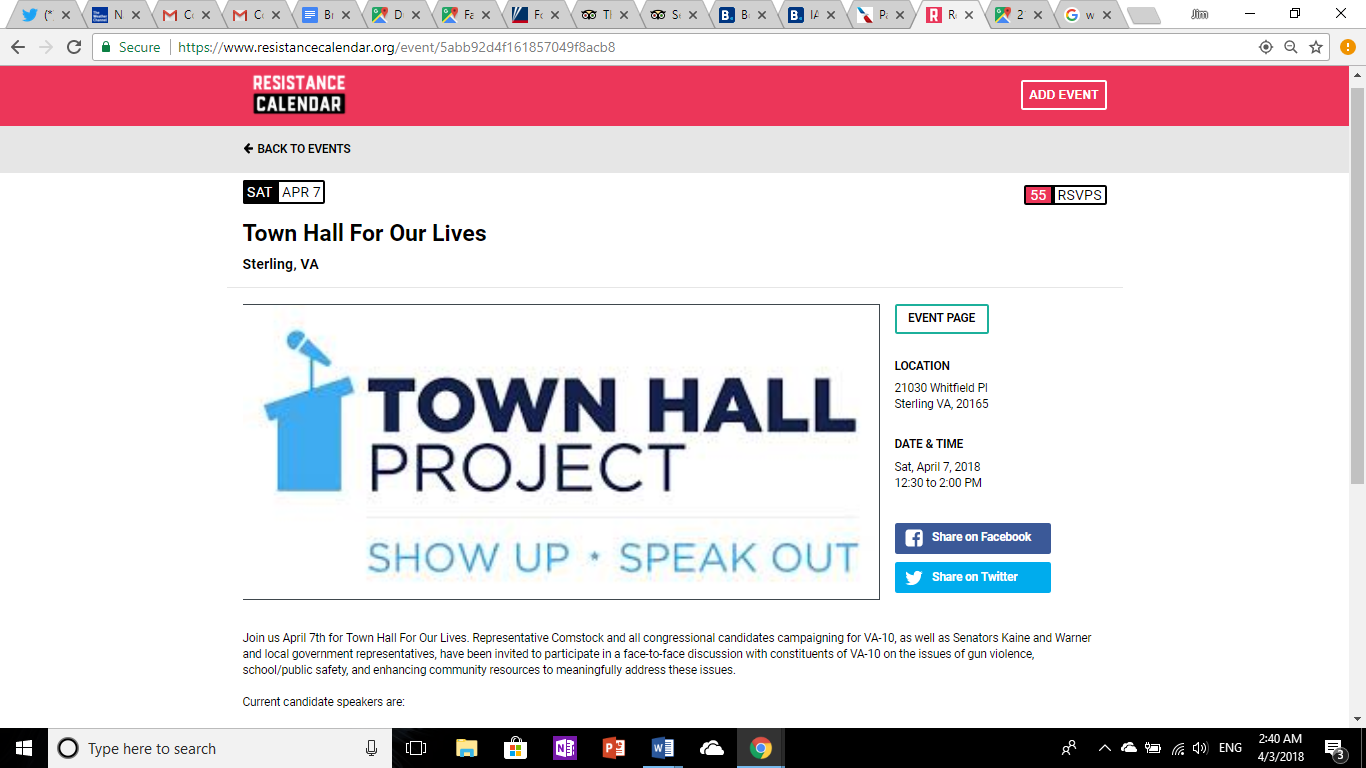 (* N Co Co Br D Fa Fo Tl So Bo IA Po Re 2 w Jim
Secure https://www.resistancecalendar.org/event/5abb92d4f161857049f8acb8
RESISTANCE
CALENDAR
ADD EVENT
BACK TO EVENTS
SAT APR 7
55 RSVPS
Town Hall For Our Lives
Sterling, VA
TOWN HALL
PROJECT
SHOW UP * SPEAK OUT
EVENT PAGE
LOCATION
21030 Whitfield Pl
Sterling VA, 20165
DATE & TIME
Sat, April 7, 2018
12:30 to 2:00 PM
Share on Facebook
Share on Twitter
Join us April 7th for Town Hall For Our Lives. Representative Comstock and all congressional candidates campaigning for VA-10, as well as Senators Kaine and Warner
and local government representatives, have been invited to participate in a face-to-face discussion with constituents of VA-10 on the issues of gun violence,
school/public safety, and enhancing community resources to meaningfully address these issues.
Current candidate speakers are:
Type here to search
ENG
2:40 AM
4/3/2018
3